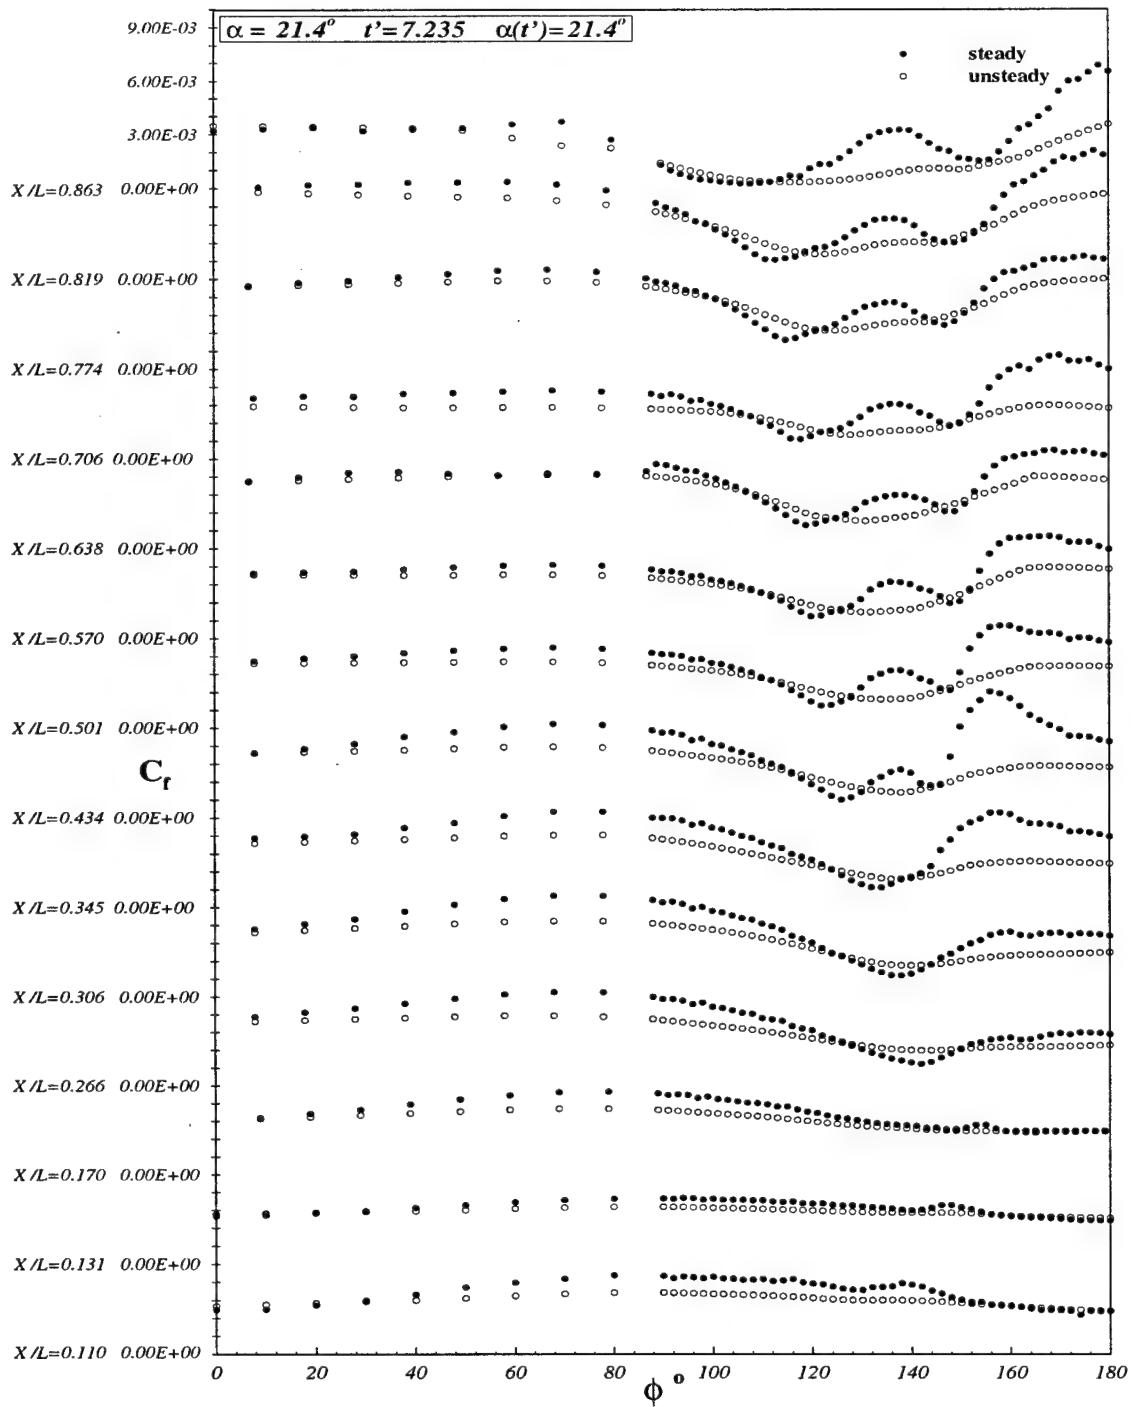 9.00E-03
α = 21.4° t'=7.235 α(t')=21.4°
steady
6.00E-03
unsteady
3.00E-03
X/L=0.863 0.00E+00
X/L=0.819 0.00E+00
X/L=0.774 0.00E+00
X/L=0.706 0.00E+00
X/L=0.638 0.00E+00
X/L=0.570 0.00E+00
X/L=0.501 0.00E+00
Cf
X/L=0.434 0.00E+00
X/L=0.345 0.00E+00
X/L=0.306 0.00E+00
X/L=0.266 0.00E+00
X/L=0.170 0.00E+00
X/L=0.131 0.00E+00
X/L=0.110 0.00E+00
0 20 40 60 80 100 120 140 160 180
ϕ°